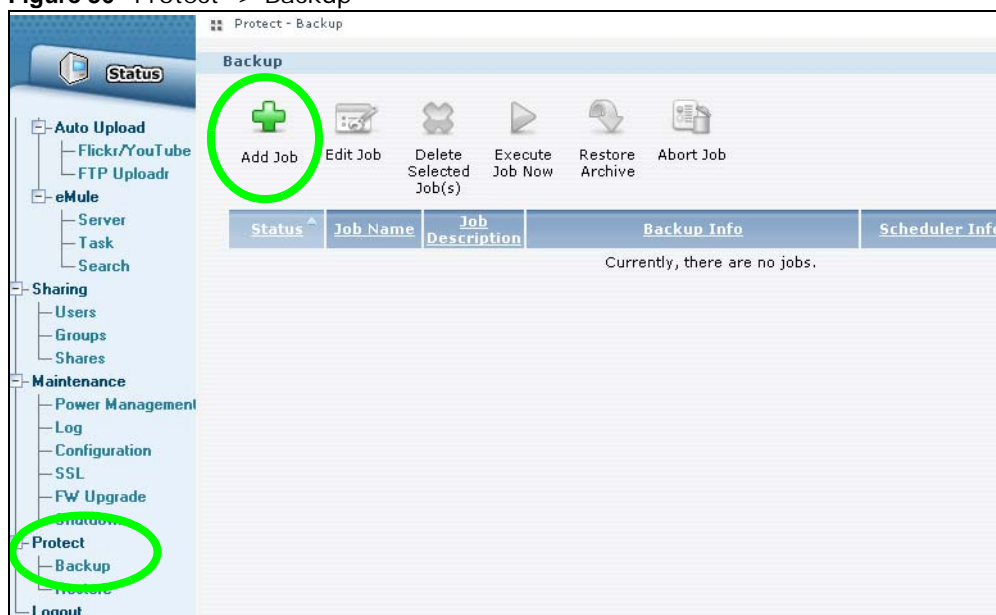 Protect - Backup
Status
Backup
Add Job
Edit Job
Delete Selected Job(s)
Execute Job Now
Restore Archive
Abort Job
Status
Job Name
Job Description
Backup Info
Scheduler Info
Currently, there are no jobs.
Auto Upload
Flickr/YouTube
FTP Uploadr
eMule
Server
Task
Search
Sharing
Users
Groups
Shares
Maintenance
Power Management
Log
Configuration
SSL
FW Upgrade
Shutdown
Protect
Backup
Restore
Logout